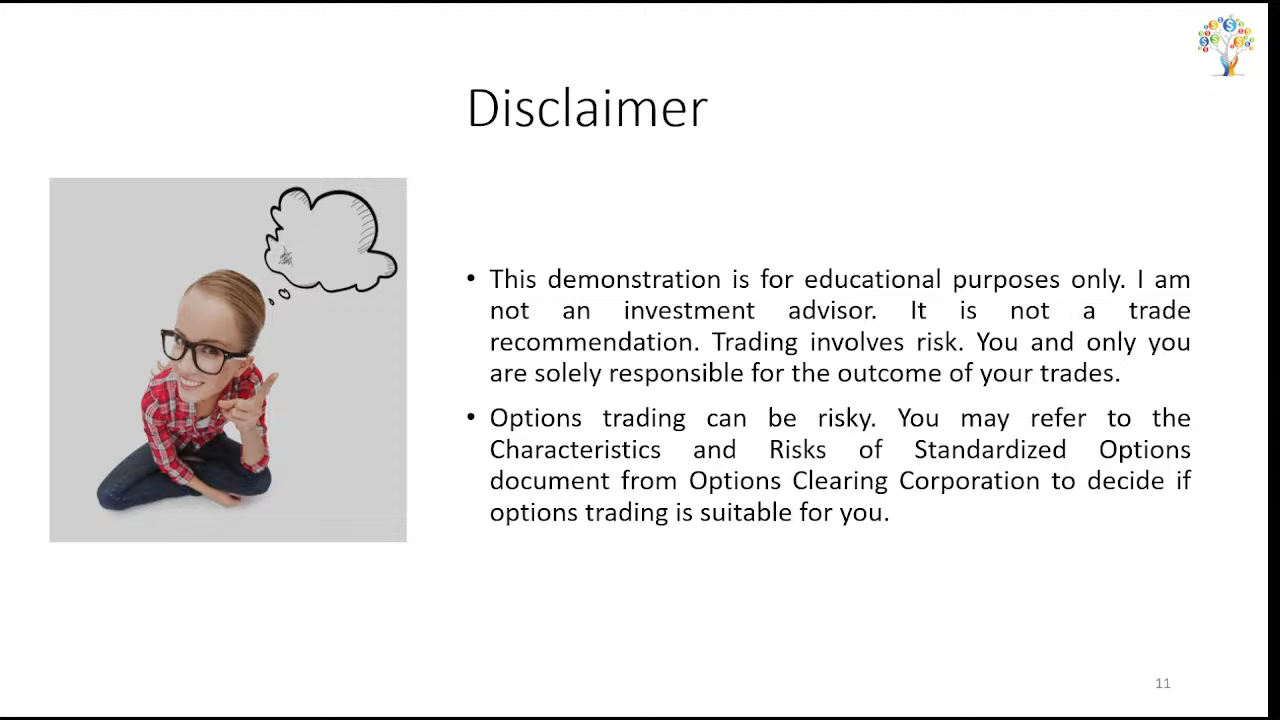 Disclaimer
• This demonstration is for educational purposes only. I am
not an investment advisor. It is not a trade
recommendation. Trading involves risk. You and only you
are solely responsible for the outcome of your trades.
• Options trading can be risky. You may refer to the
Characteristics and Risks of Standardized Options
document from Options Clearing Corporation to decide if
options trading is suitable for you.
11